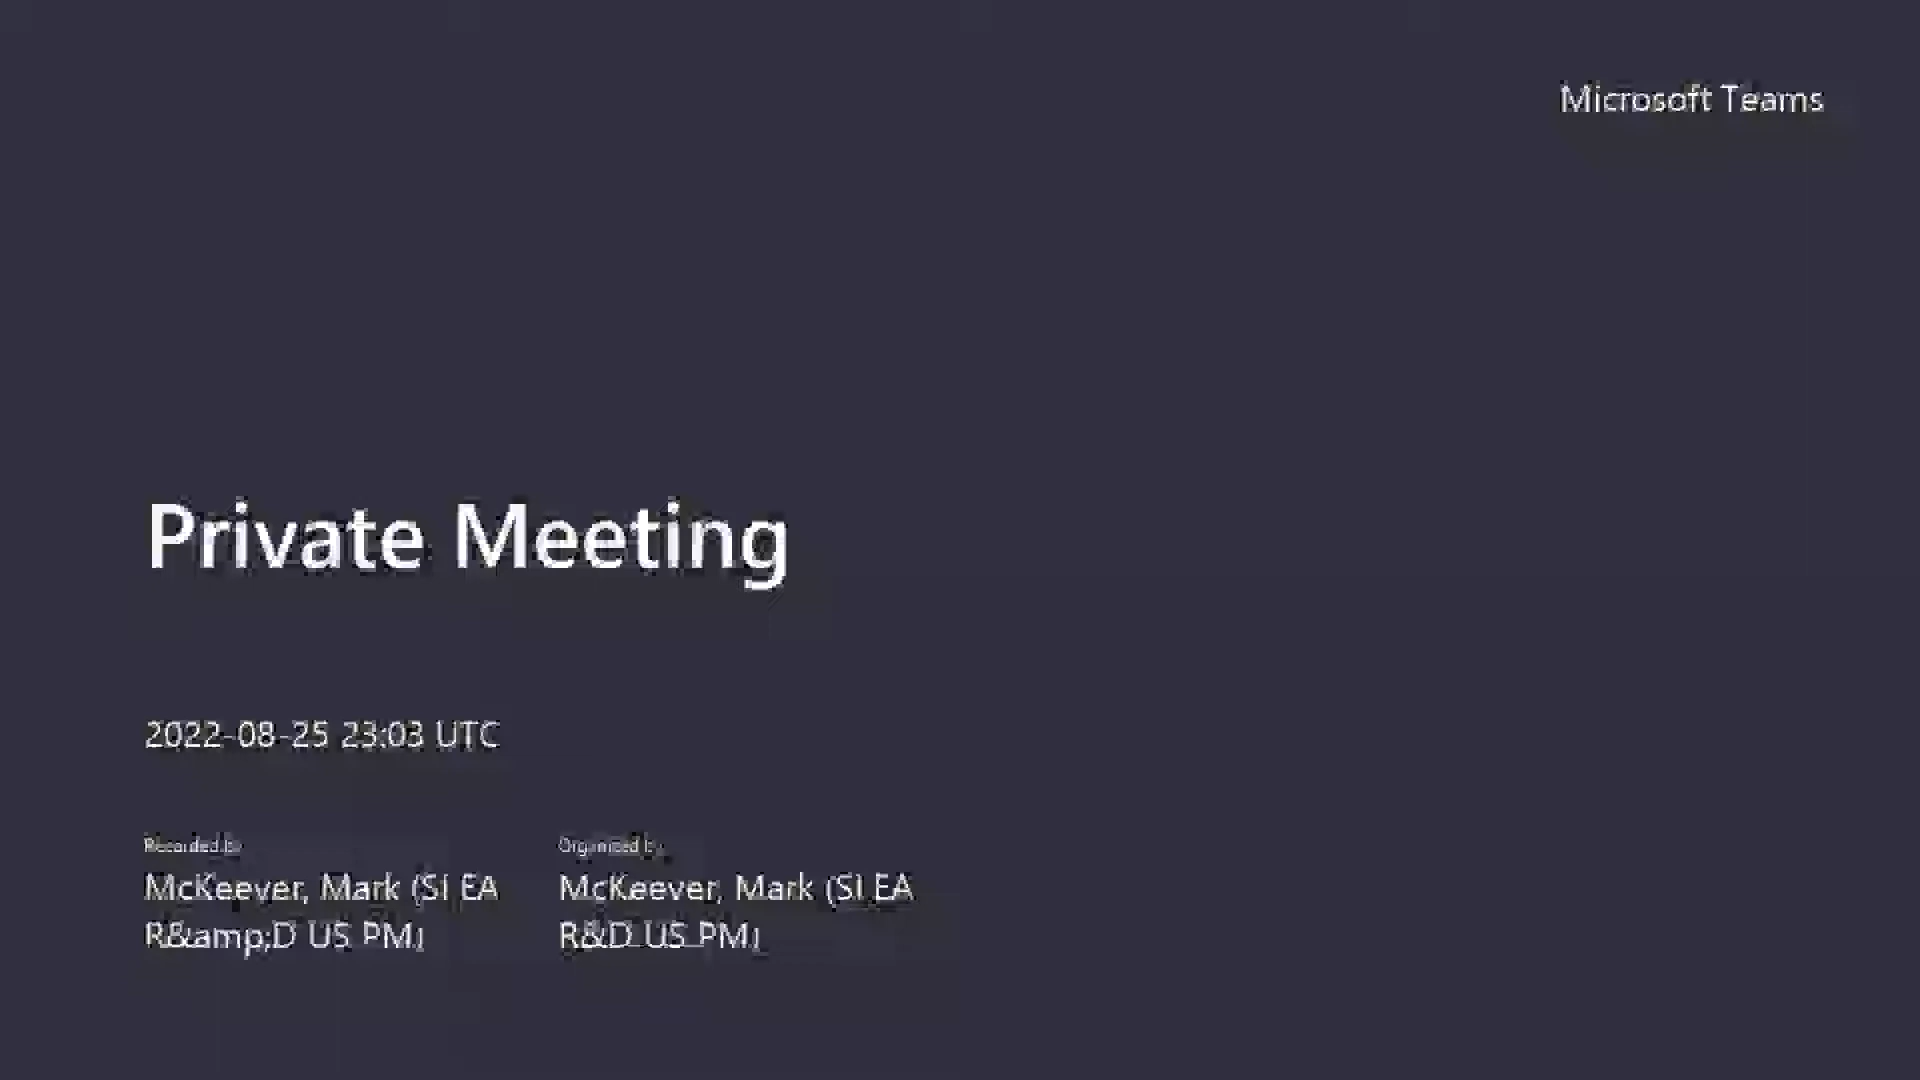 Microsoft Teams
Private Meeting
2022-08-25 23:03 UTC
Recorded by
Organized by
McKeever, Mark (SI EA
McKeever, Mark (SI EA
R&amp;D US PM)
R&D US PM)